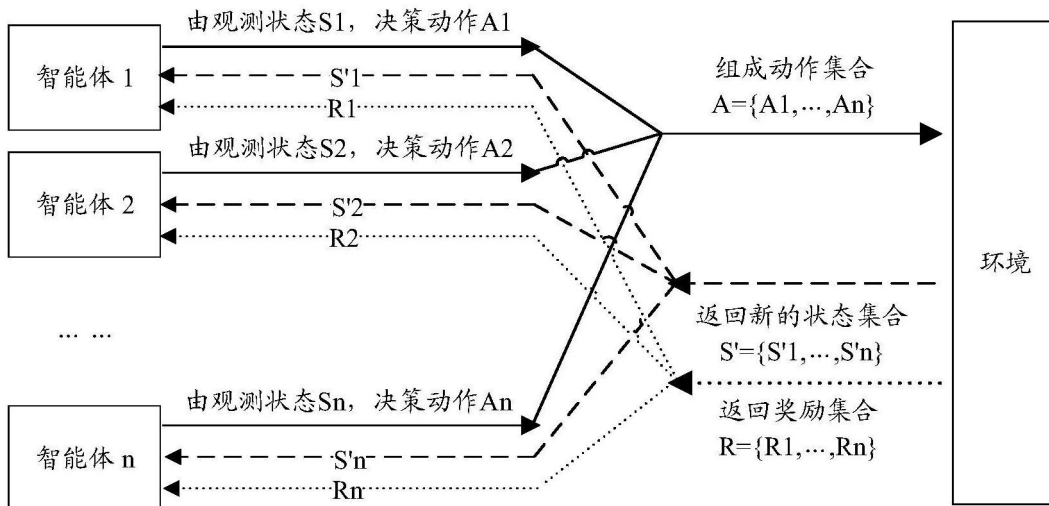 由观测状态S1，决策动作A1
智能体 1
S'1
R1
组成动作集合
A={A1,…,An}
由观测状态S2，决策动作A2
智能体 2
S'2
R2
环境
返回新的状态集合
S'={S'1,…,S'n}
… …
由观测状态Sn，决策动作An
智能体 n
S'n
Rn
返回奖励集合
R={R1,…,Rn}